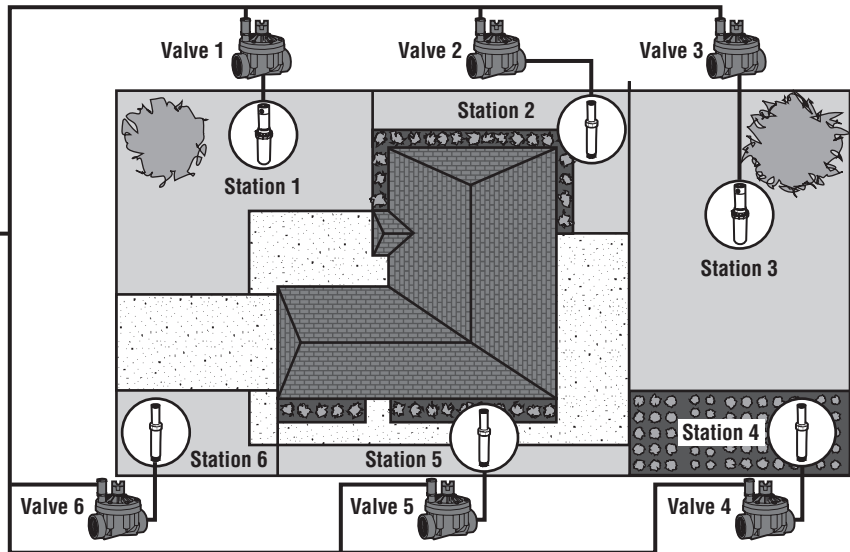 Valve 1
Valve 2
Valve 3
Station 2
Station 1
Station 3
Station 4
Station 6
Station 5
Valve 6
Valve 5
Valve 4